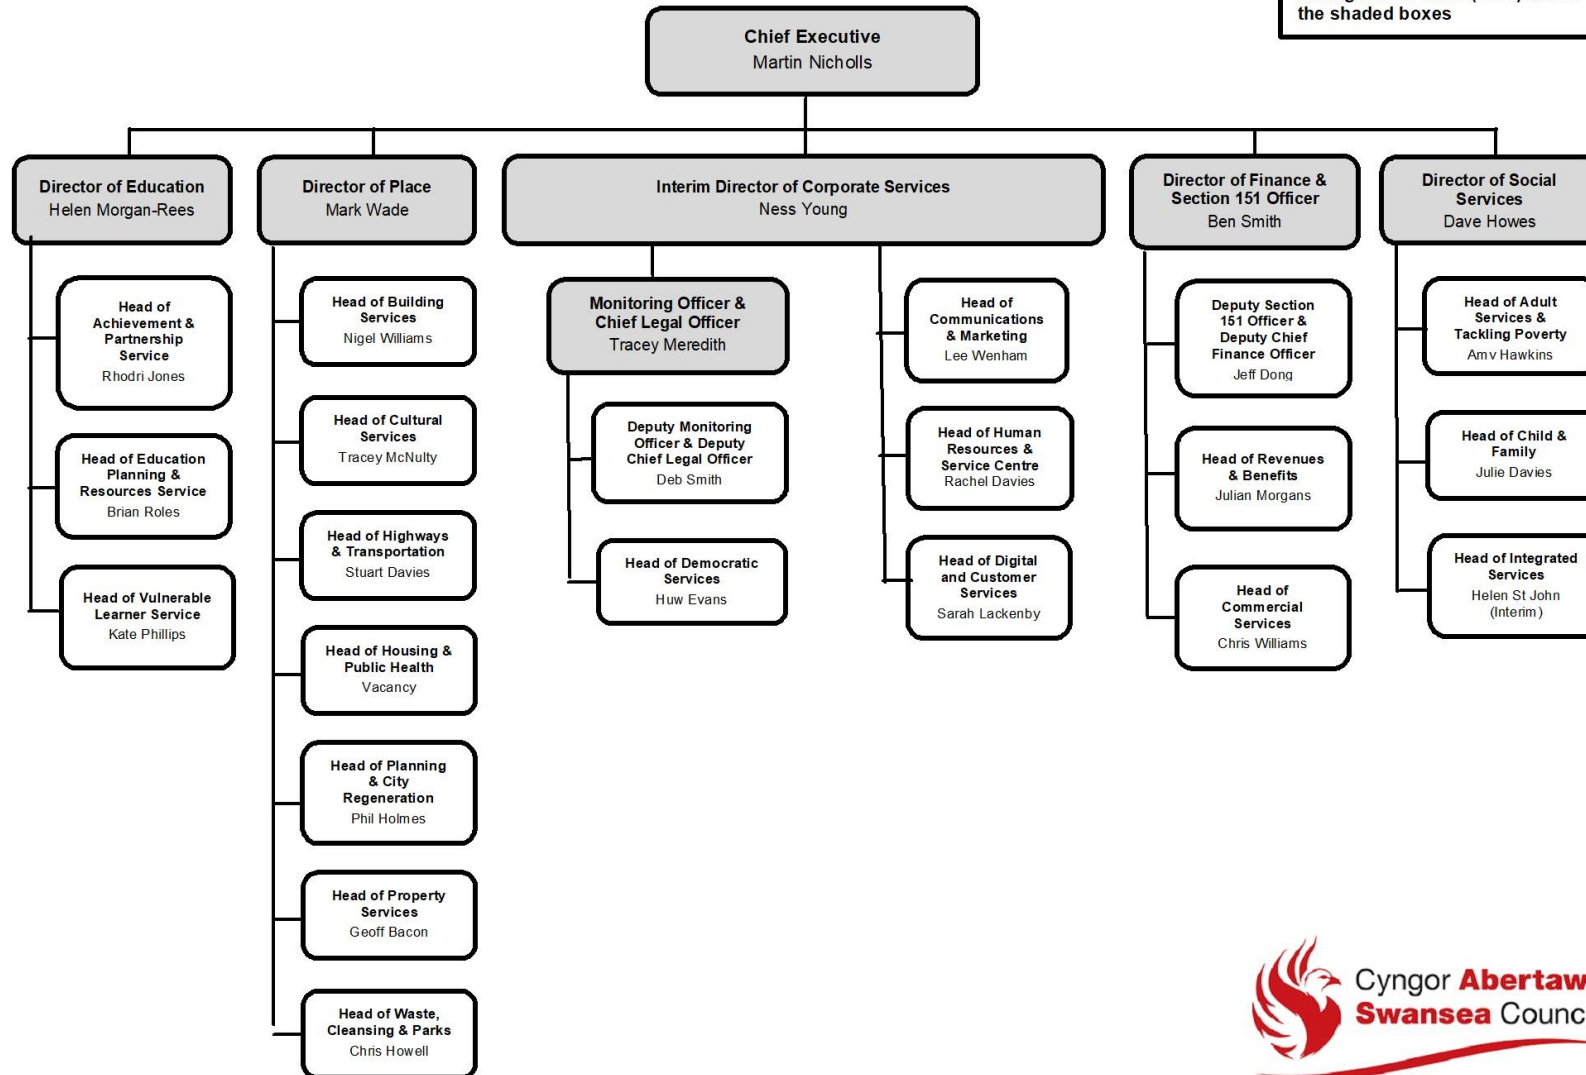 the shaded boxes
Chief Executive
Martin Nicholls
Director of Education
Helen Morgan-Rees
Director of Place
Mark Wade
Interim Director of Corporate Services
Ness Young
Director of Finance &
Section 151 Officer
Ben Smith
Director of Social
Services
Dave Howes
Head of
Achievement &
Partnership
Service
Rhodri Jones
Head of Education
Planning &
Resources Service
Brian Roles
Head of Vulnerable
Learner Service
Kate Phillips
Head of Building
Services
Nigel Williams
Head of Cultural
Services
Tracey McNulty
Head of Highways
& Transportation
Stuart Davies
Head of Housing &
Public Health
Vacancy
Head of Planning
& City
Regeneration
Phil Holmes
Head of Property
Services
Geoff Bacon
Head of Waste,
Cleansing & Parks
Chris Howell
Monitoring Officer &
Chief Legal Officer
Tracey Meredith
Deputy Monitoring
Officer & Deputy
Chief Legal Officer
Deb Smith
Head of Democratic
Services
Huw Evans
Head of
Communications
& Marketing
Lee Wenham
Head of Human
Resources &
Service Centre
Rachel Davies
Head of Digital
and Customer
Services
Sarah Lackenby
Deputy Section
151 Officer &
Deputy Chief
Finance Officer
Jeff Dong
Head of Revenues
& Benefits
Julian Morgans
Head of
Commercial
Services
Chris Williams
Head of Adult
Services &
Tackling Poverty
Amy Hawkins
Head of Child &
Family
Julie Davies
Head of Integrated
Services
Helen St John
(Interim)
Cyngor Abertaw
Swansea Counc